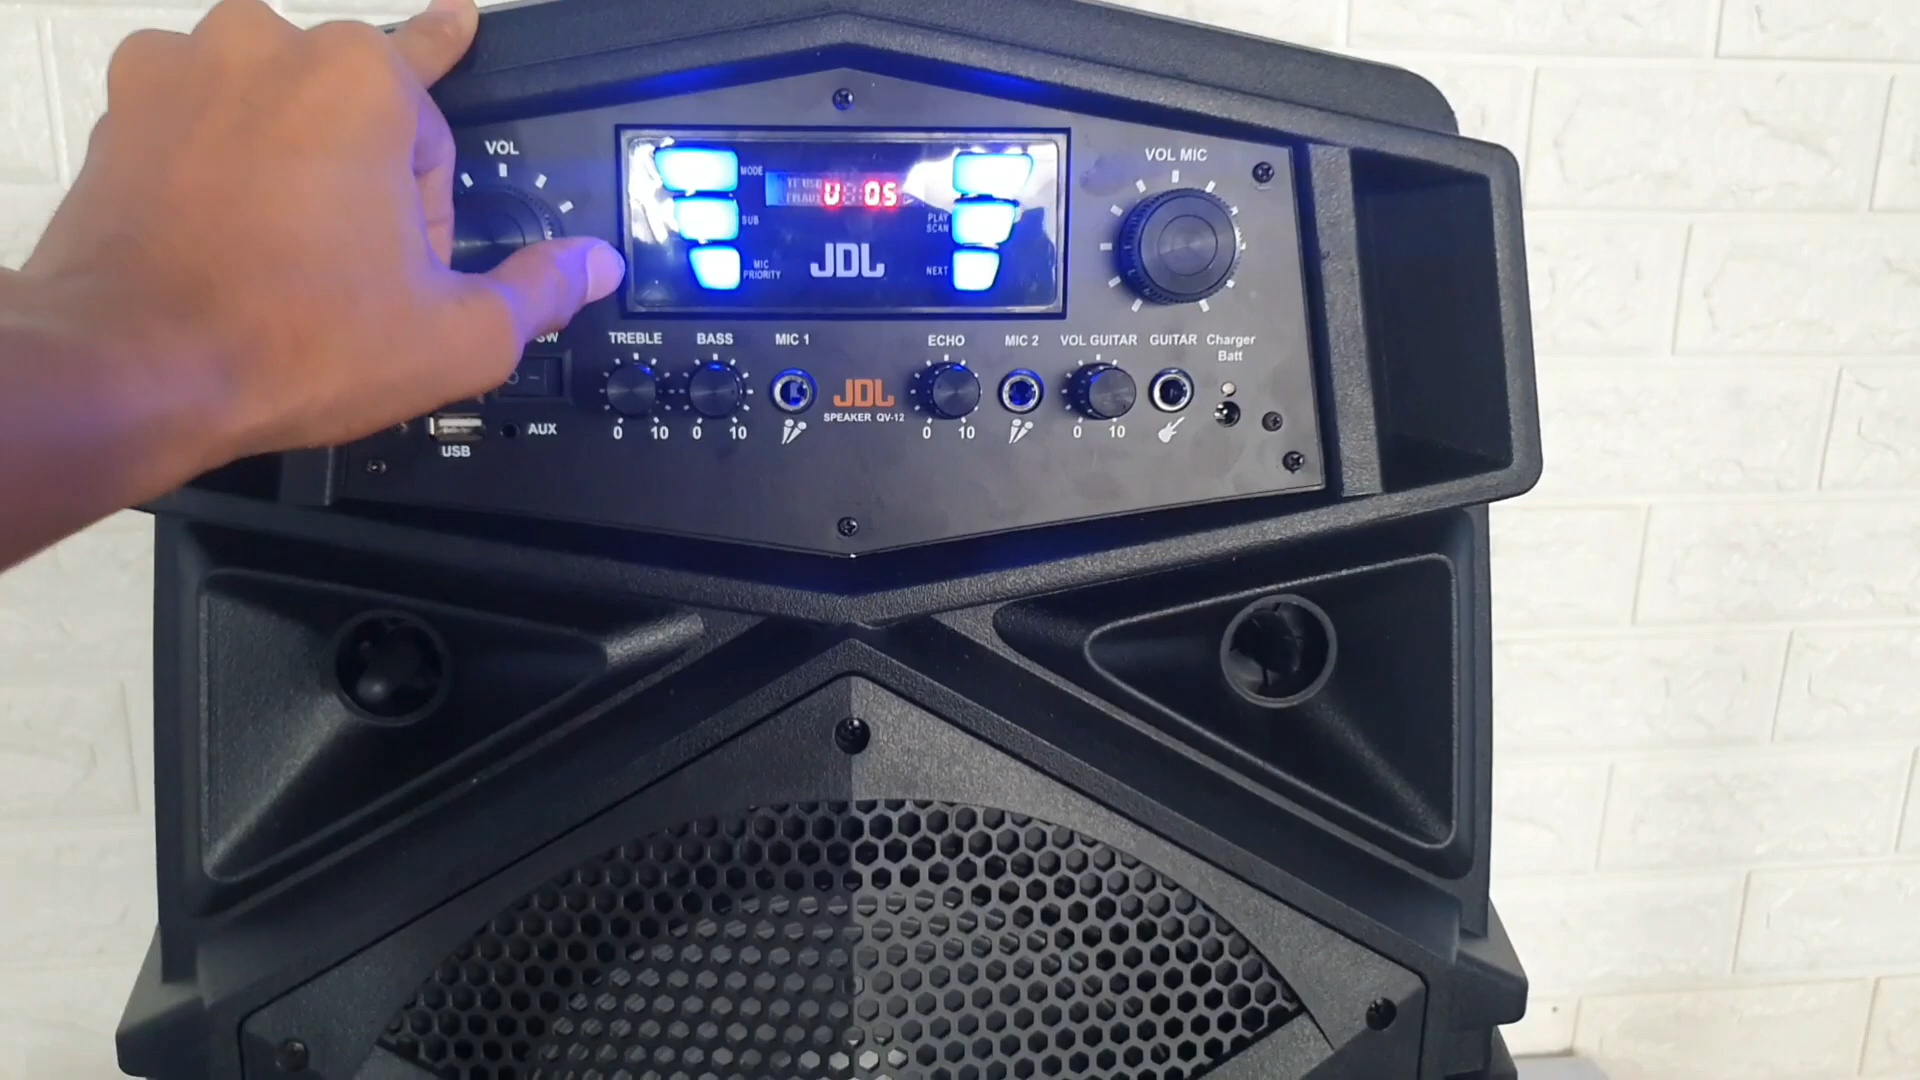 VOL
VOL MIC
MODE
U 05
SUB
PLAY
SCAN
MIC
PRIORITY
JDL
NEXT
SW
TREBLE
BASS
MIC 1
ECHO
MIC 2
VOL GUITAR
GUITAR
Charger
Batt
JDL
SPEAKER QV-12
AUX
USB
0 10
0 10
0 10
0 10